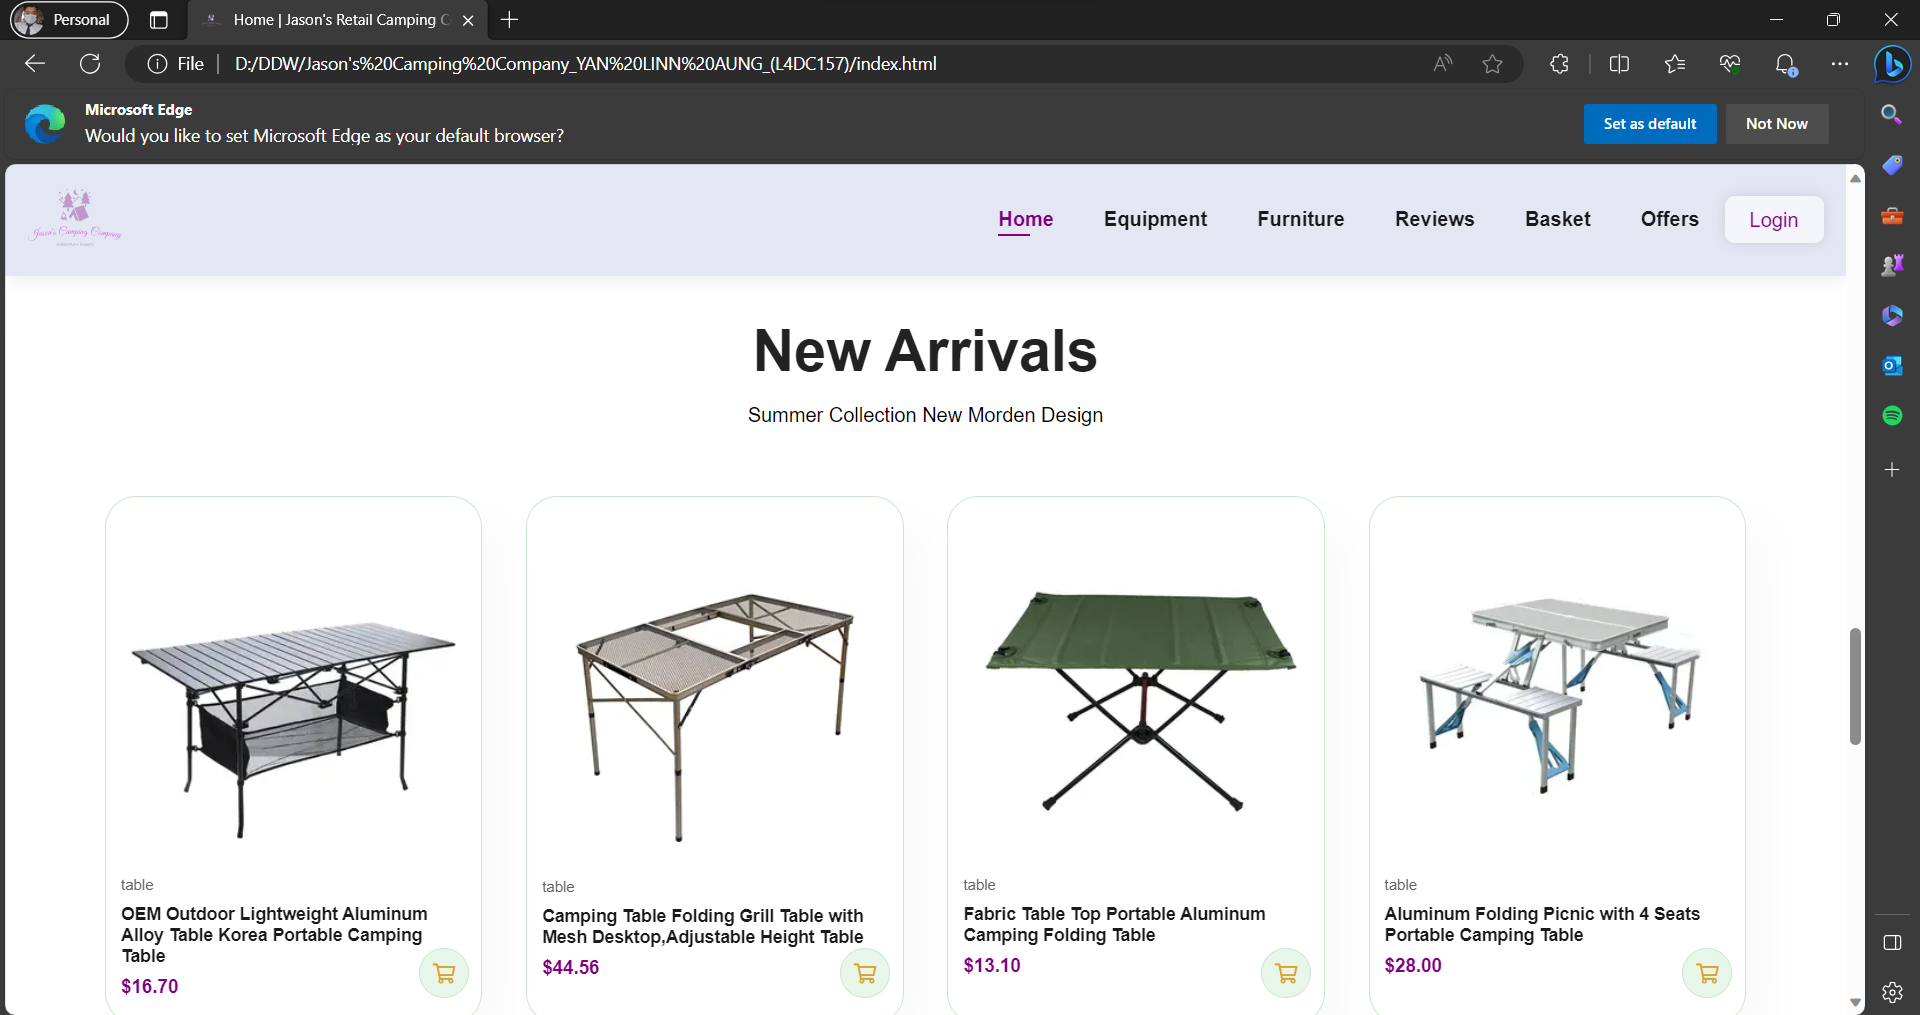 Personal
Home | Jason's Retail Camping C
File
D:/DDW/Jason's%20Camping%20Company_YAN%20LINN%20AUNG_(L4DC157)/index.html
Microsoft Edge
Would you like to set Microsoft Edge as your default browser?
Set as default
Not Now
Jason's Camping Company
Home
Equipment
Furniture
Reviews
Basket
Offers
Login
New Arrivals
Summer Collection New Morden Design
table
OEM Outdoor Lightweight Aluminum
Alloy Table Korea Portable Camping
Table
$16.70
table
Camping Table Folding Grill Table with
Mesh Desktop,Adjustable Height Table
$44.56
table
Fabric Table Top Portable Aluminum
Camping Folding Table
$13.10
table
Aluminum Folding Picnic with 4 Seats
Portable Camping Table
$28.00